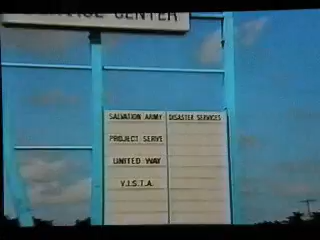 CENTER
SALVATION ARMY DISASTER SERVICES
PROJECT SERVE
UNITED WAY
V.I.S.T.A.